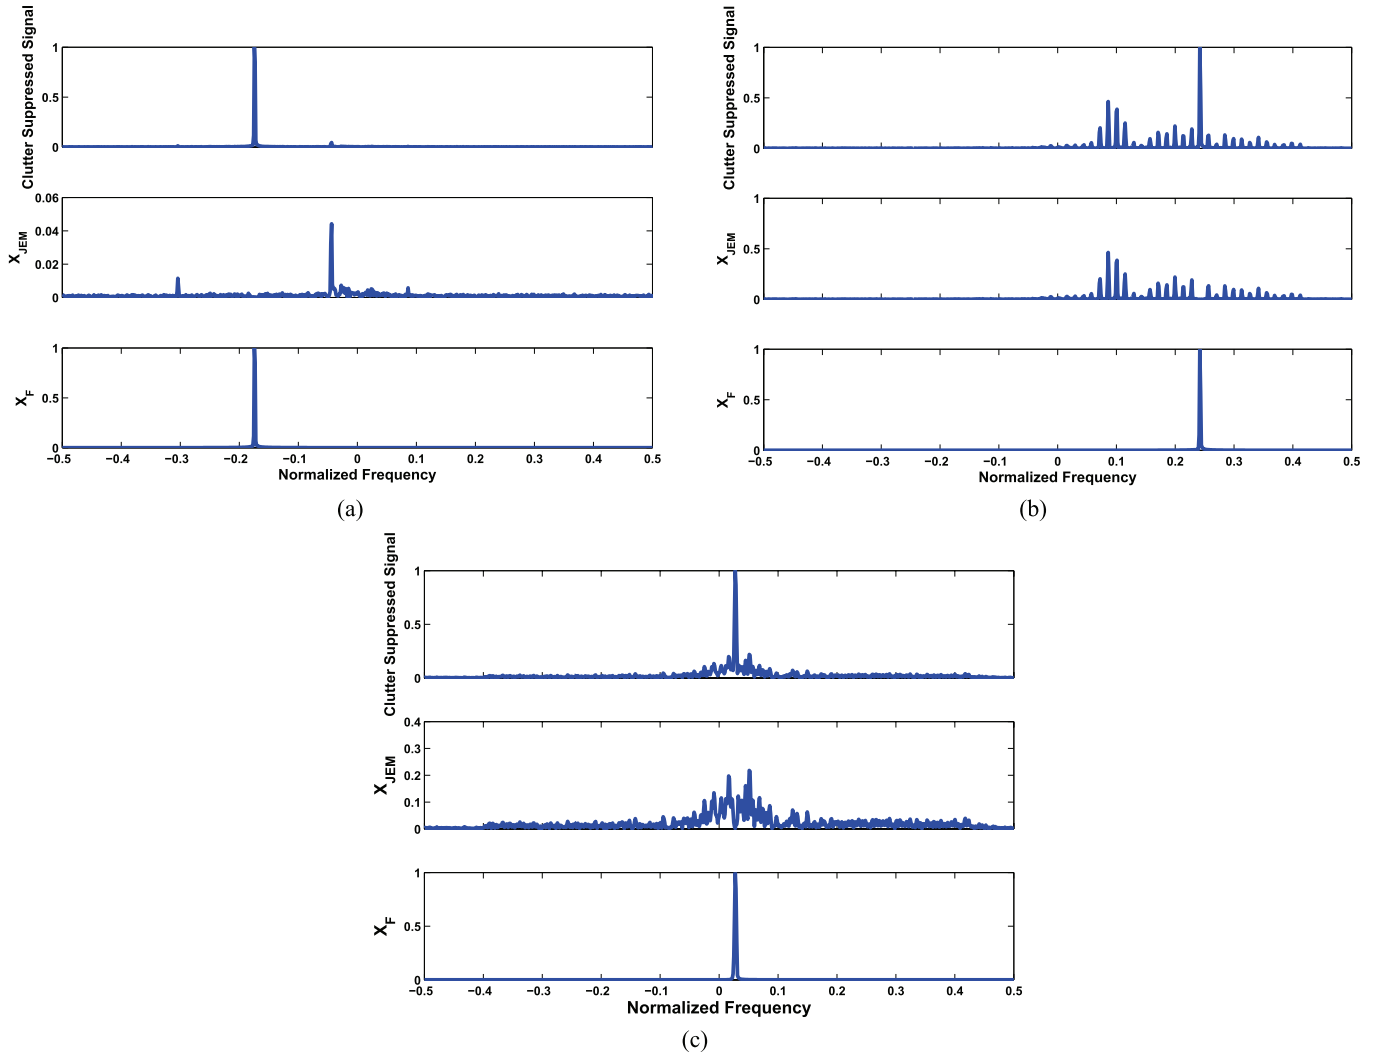 Clutter Suppressed Signal
1
0.5
0
X_JEM
0.06
0.04
0.02
0
X_F
1
0.5
0
−0.5 −0.4 −0.3 −0.2 −0.1 0 0.1 0.2 0.3 0.4 0.5
Normalized Frequency
(a)
Clutter Suppressed Signal
1
0.5
0
X_JEM
1
0.5
0
X_F
1
0.5
0
−0.5 −0.4 −0.3 −0.2 −0.1 0 0.1 0.2 0.3 0.4 0.5
Normalized Frequency
(b)
Clutter Suppressed Signal
1
0.5
0
X_JEM
0.4
0.3
0.2
0.1
0
X_F
1
0.5
0
−0.5 −0.4 −0.3 −0.2 −0.1 0 0.1 0.2 0.3 0.4 0.5
Normalized Frequency
(c)